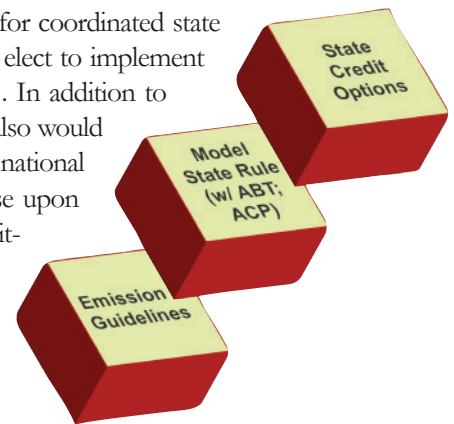 for coordinated state
elect to implement
. In addition to
also would
national
se upon
it-
State
Credit
Options
Model
State Rule
(w/ ABT;
ACP)
Emission
Guidelines